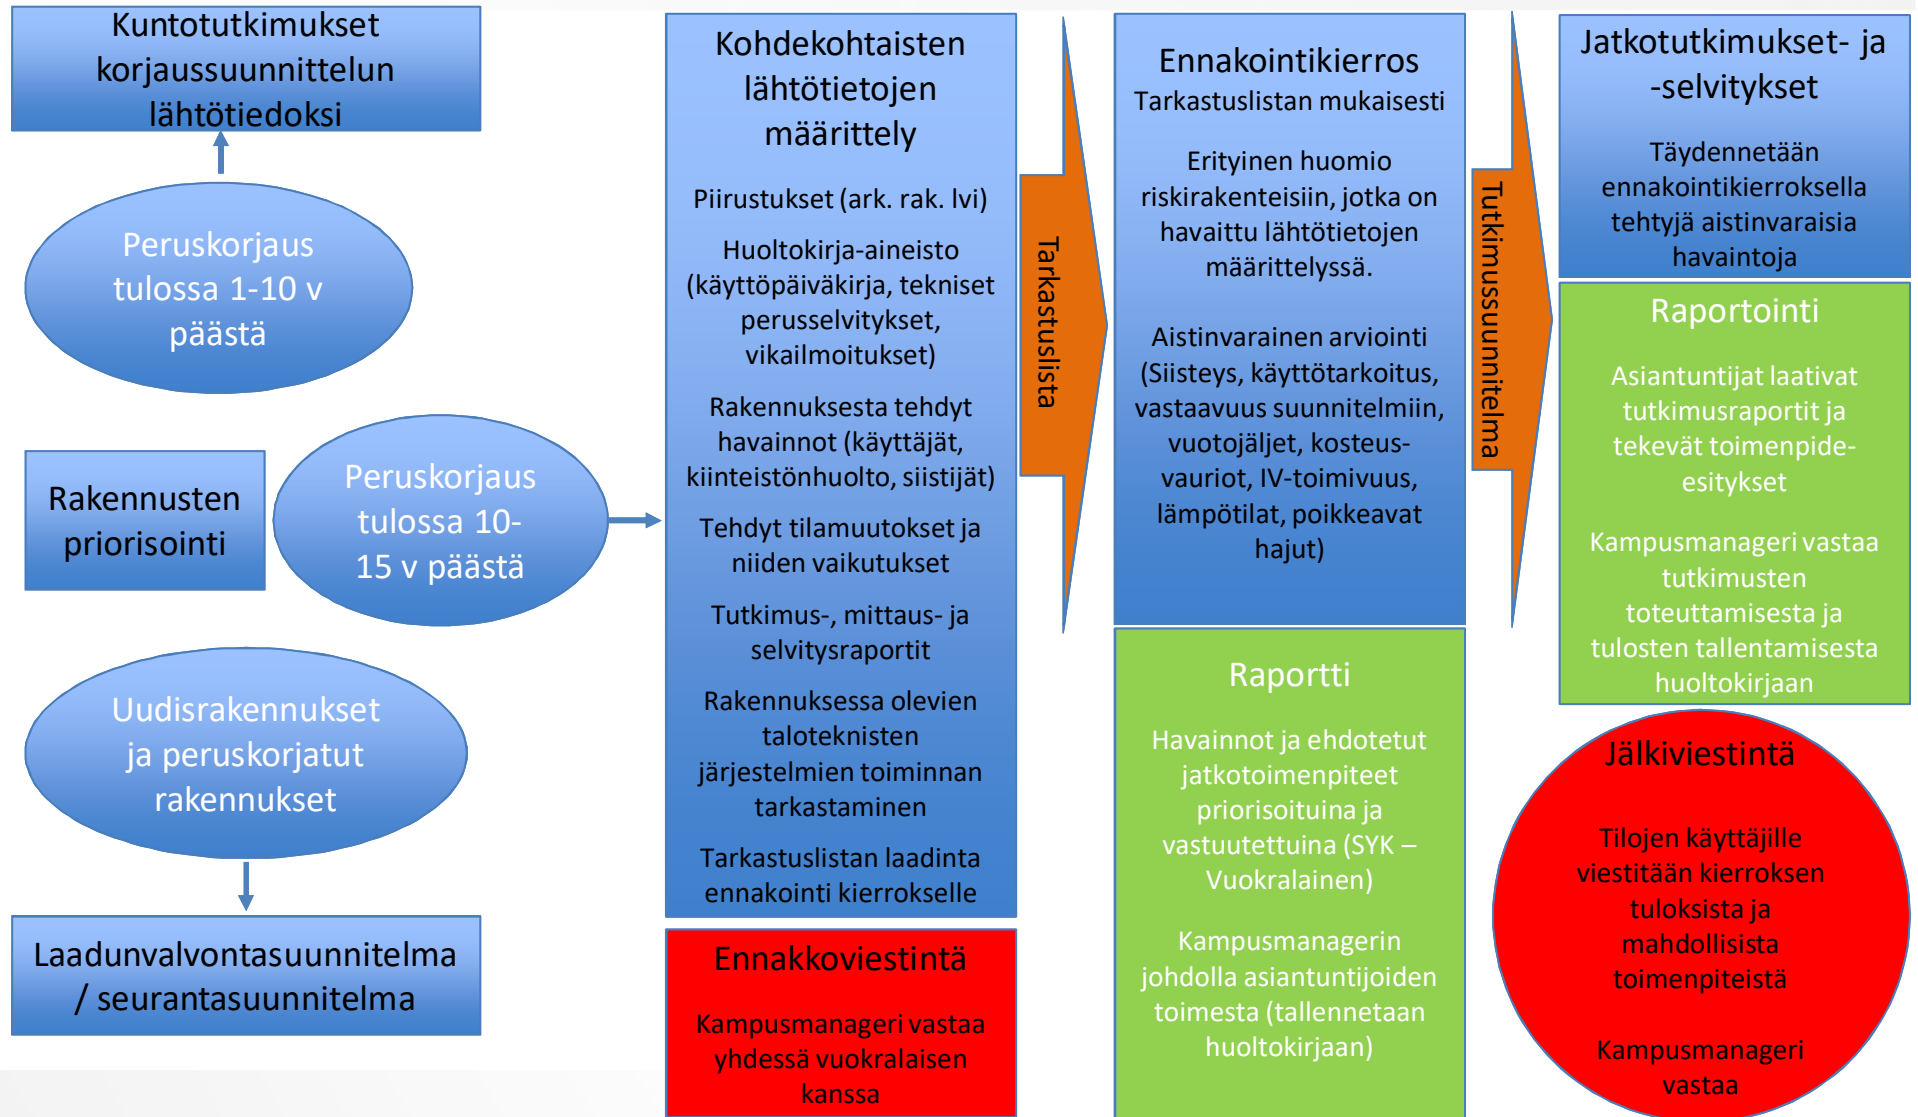 Kuntotutkimukset
korjaussuunnittelun
lähtötiedoksi
Peruskorjaus
tulossa 1-10 v
päästä
Rakennusten
priorisointi
Peruskorjaus
tulossa 10-
15 v päästä
Uudisrakennukset
ja peruskorjatut
rakennukset
Laadunvalvontasuunnitelma
/ seurantasuunnitelma
Kohdekohtaisten
lähtötietojen
määrittely
Piirustukset (ark. rak. lvi)
Huoltokirja-aineisto
(käyttöpäiväkirja, tekniset
perusselvitykset,
vikailmoitukset)
Rakennuksesta tehdyt
havainnot (käyttäjät,
kiinteistönhuolto, siistijät)
Tehdyt tilamuutokset ja
niiden vaikutukset
Tutkimus-, mittaus- ja
selvitysraportit
Rakennuksessa olevien
taloteknisten
järjestelmien toiminnan
tarkastaminen
Tarkastuslistan laadinta
ennakointi kierrokselle
Ennakkoviestintä
Kampusmanageri vastaa
yhdessä vuokralaisen
kanssa
Tarkastuslista
Ennakointikierros
Tarkastuslistan mukaisesti
Erityinen huomio
riskirakenteisiin, jotka on
havaittu lähtötietojen
määrittelyssä.
Aistinvarainen arviointi
(Siisteys, käyttötarkoitus,
vastaavuus suunnitelmiin,
vuotojäljet, kosteus-
vauriot, IV-toimivuus,
lämpötilat, poikkeavat
hajut)
Raportti
Havainnot ja ehdotetut
jatkotoimenpiteet
priorisoituina ja
vastuutettuina (SYK –
Vuokralainen)
Kampusmanagerin
johdolla asiantuntijoiden
toimesta (tallennetaan
huoltokirjaan)
Tutkimussuunnitelma
Jatkotutkimukset- ja
-selvitykset
Täydennetään
ennakointikierroksella
tehtyjä aistinvaraisia
havaintoja
Raportointi
Asiantuntijat laativat
tutkimusraportit ja
tekevät toimenpide-
esitykset
Kampusmanageri vastaa
tutkimusten
toteuttamisesta ja
tulosten tallentamisesta
huoltokirjaan
Jälkiviestintä
Tilojen käyttäjille
viestitään kierroksen
tuloksista ja
mahdollisista
toimenpiteistä
Kampusmanageri
vastaa